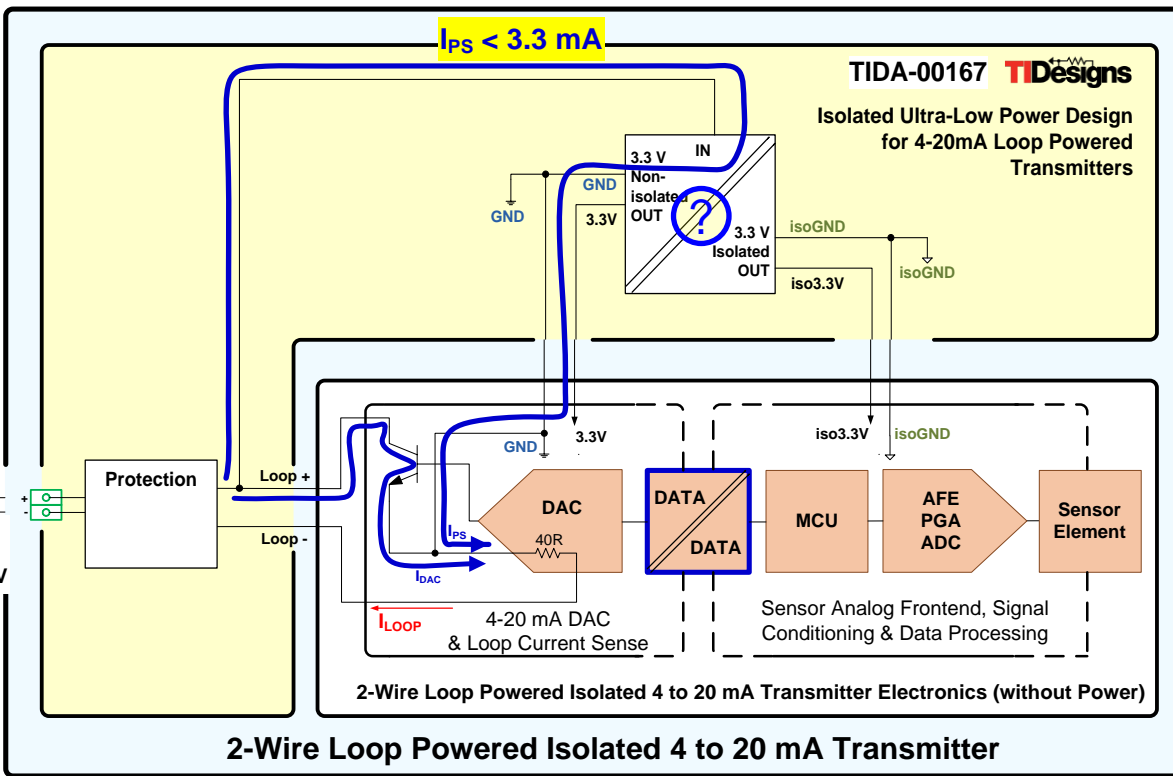 I_PS < 3.3 mA
TIDA-00167 TIDesigns
Isolated Ultra-Low Power Design
for 4-20mA Loop Powered
Transmitters
IN
3.3 V
Non-
isolated
OUT
GND
GND
3.3V
?
3.3 V
Isolated
OUT
isoGND
isoGND
iso3.3V
GND
3.3V
iso3.3V
isoGND
Protection
+
-
V
Loop +
Loop -
DAC
40R
I_PS
I_DAC
I_LOOP
DATA
DATA
MCU
AFE
PGA
ADC
Sensor
Element
4-20 mA DAC
& Loop Current Sense
Sensor Analog Frontend, Signal
Conditioning & Data Processing
2-Wire Loop Powered Isolated 4 to 20 mA Transmitter Electronics (without Power)
2-Wire Loop Powered Isolated 4 to 20 mA Transmitter